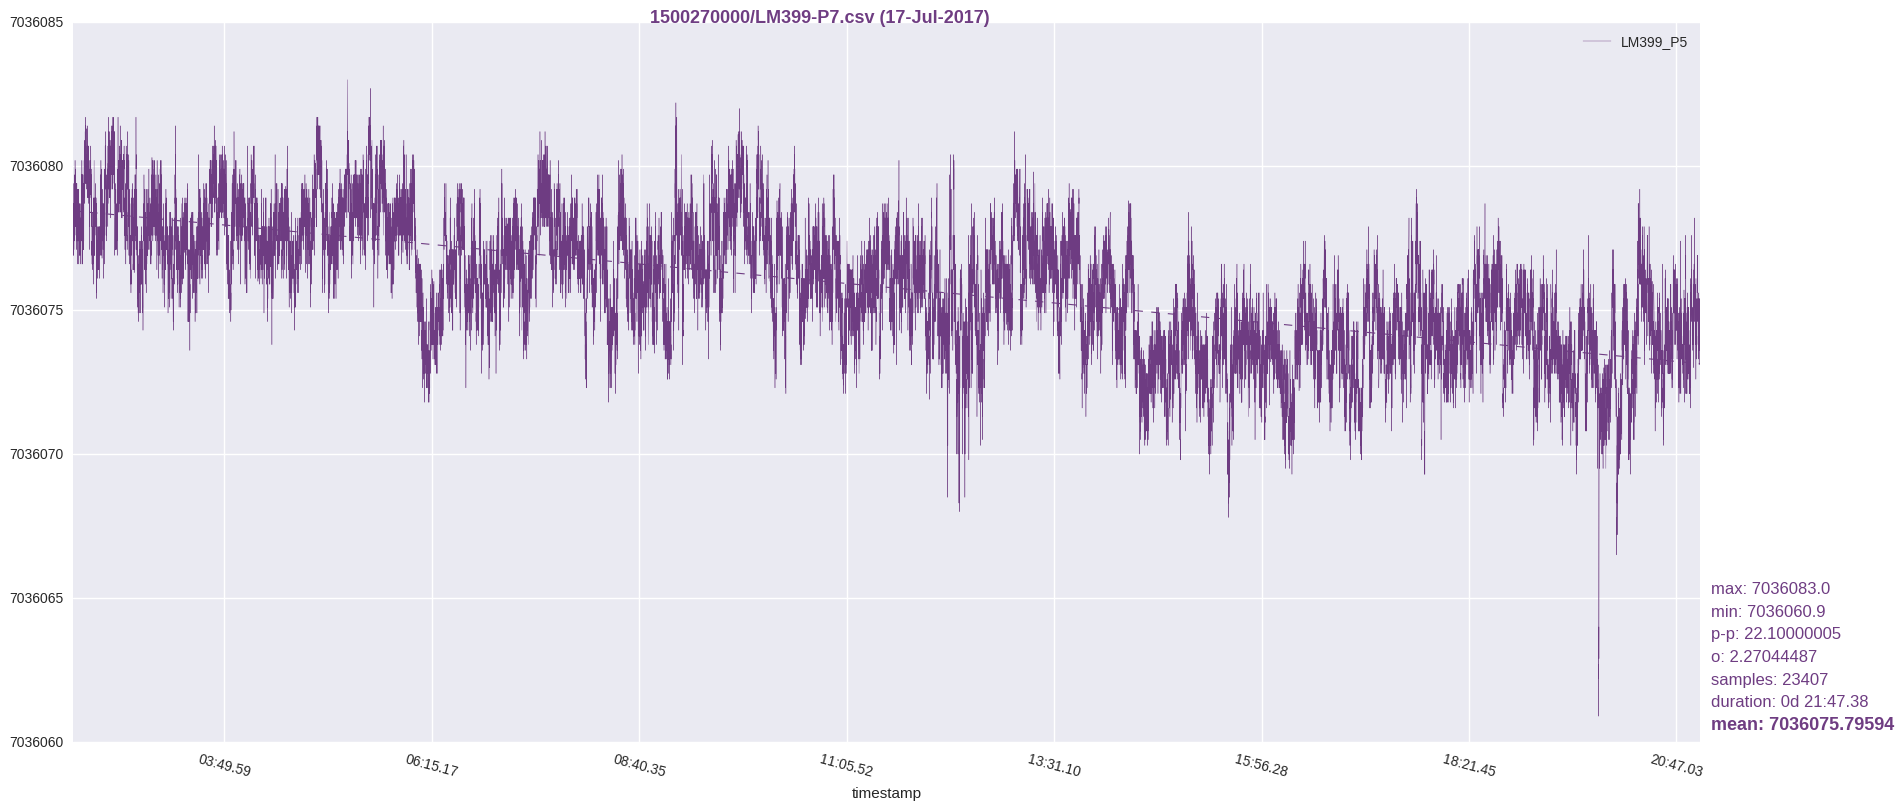 1500270000/LM399-P7.csv (17-Jul-2017)
LM399_P5
7036085
7036080
7036075
7036070
7036065
7036060
max: 7036083.0
min: 7036060.9
p-p: 22.10000005
o: 2.27044487
samples: 23407
duration: 0d 21:47.38
mean: 7036075.79594
03:49.59
06:15.17
08:40.35
11:05.52
13:31.10
15:56.28
18:21.45
20:47.03
timestamp